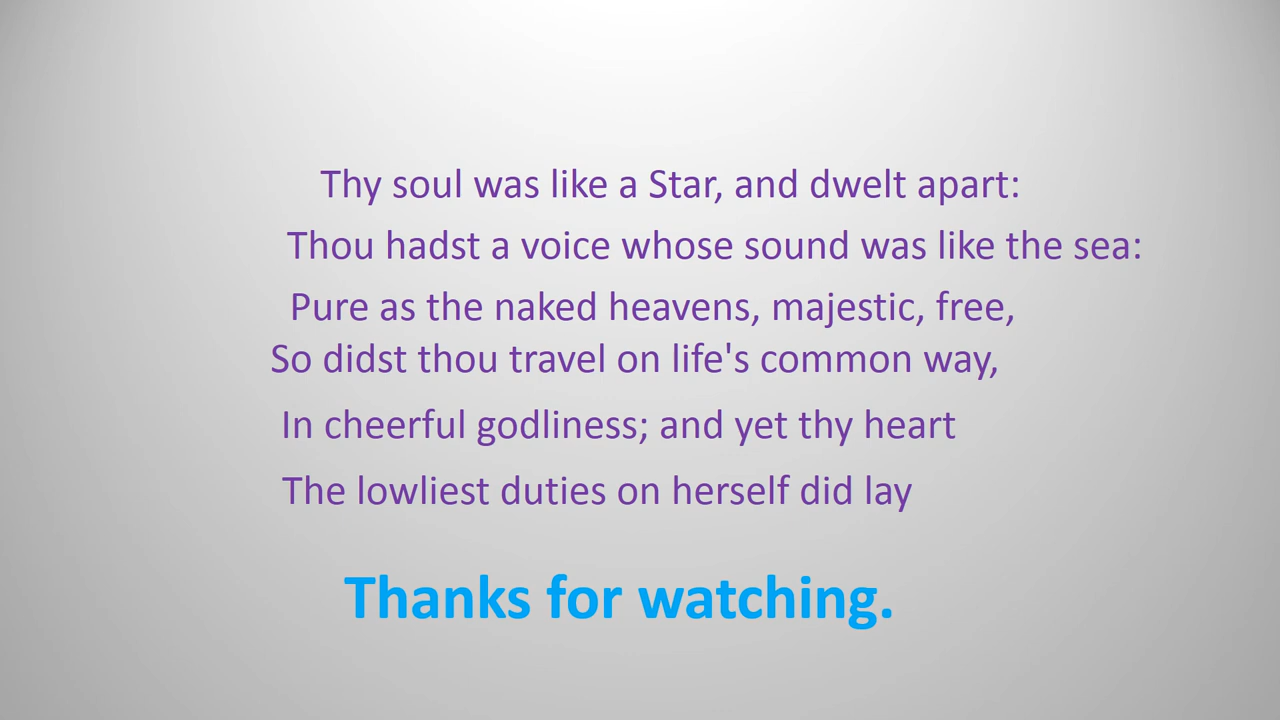 Thy soul was like a Star, and dwelt apart:
Thou hadst a voice whose sound was like the sea:
Pure as the naked heavens, majestic, free,
So didst thou travel on life's common way,
In cheerful godliness; and yet thy heart
The lowliest duties on herself did lay
Thanks for watching.